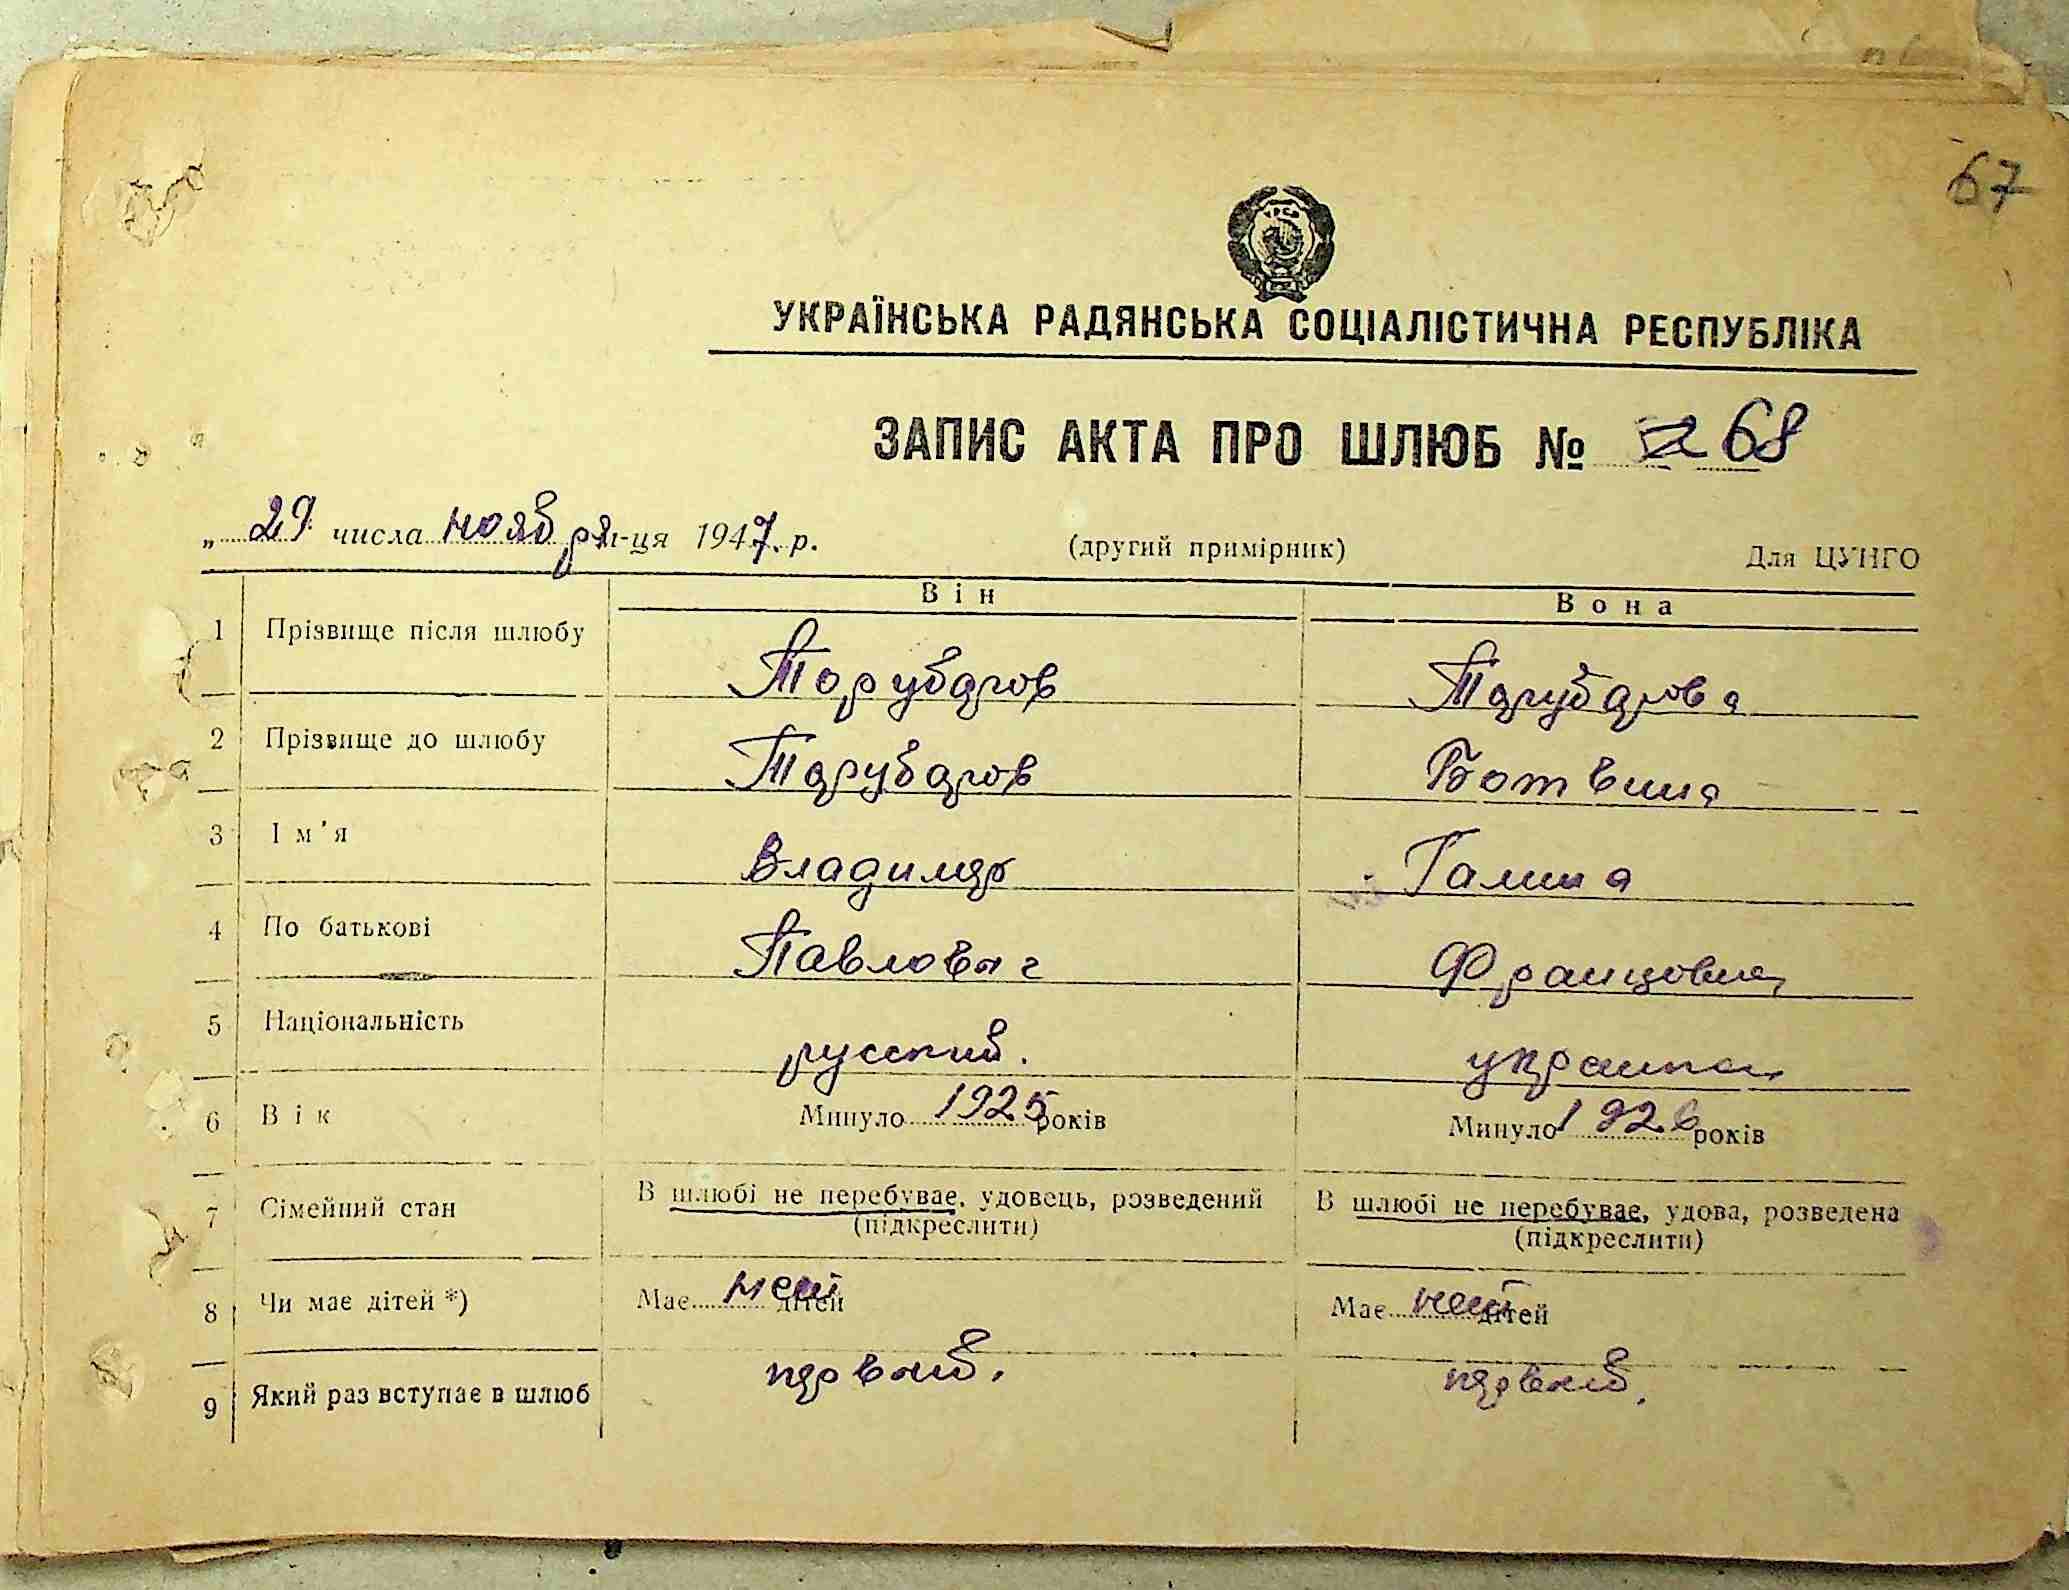 67
УКРАЇНСЬКА РАДЯНСЬКА СОЦІАЛІСТИЧНА РЕСПУБЛІКА
ЗАПИС АКТА ПРО ШЛЮБ № 68
„ 29 числа ноября м-ця 1947 р. (другий примірник) Для ЦУНГО
Він Вона
1 Прізвище після шлюбу Тарубаров Тарубарова
2 Прізвище до шлюбу Тарубаров Ботвина
3 Ім'я Владимир Галина
4 По батькові Павлович Францовна
5 Національність русский. украинка
6 Вік Минуло 1925 років Минуло 1926 років
7 Сімейний стан В шлюбі не перебуває, удовець, розведений В шлюбі не перебуває, удова, розведена
(підкреслити) (підкреслити)
8 Чи має дітей *) Має нет дітей Має нет дітей
9 Який раз вступає в шлюб первый. первый.